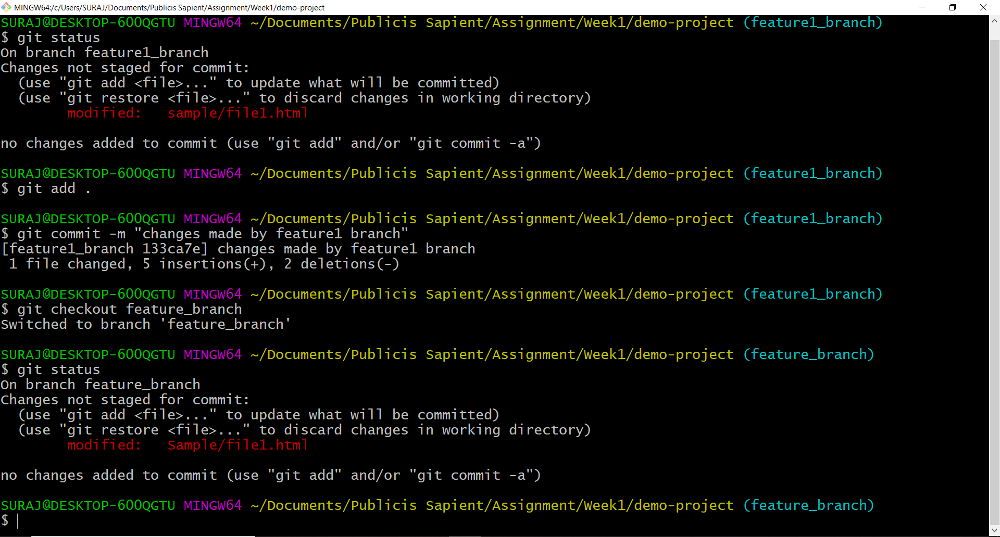 MINGW64:/c/Users/SURAJ/Documents/Publicis Sapient/Assignment/Week1/demo-project
SURAJ@DESKTOP-600QGTU MINGW64 ~/Documents/Publicis Sapient/Assignment/Week1/demo-project (feature1_branch)
$ git status
On branch feature1_branch
Changes not staged for commit:
  (use "git add <file>..." to update what will be committed)
  (use "git restore <file>..." to discard changes in working directory)
        modified:   sample/file1.html

no changes added to commit (use "git add" and/or "git commit -a")

SURAJ@DESKTOP-600QGTU MINGW64 ~/Documents/Publicis Sapient/Assignment/Week1/demo-project (feature1_branch)
$ git add .

SURAJ@DESKTOP-600QGTU MINGW64 ~/Documents/Publicis Sapient/Assignment/Week1/demo-project (feature1_branch)
$ git commit -m "changes made by feature1 branch"
[feature1_branch 133ca7e] changes made by feature1 branch
 1 file changed, 5 insertions(+), 2 deletions(-)

SURAJ@DESKTOP-600QGTU MINGW64 ~/Documents/Publicis Sapient/Assignment/Week1/demo-project (feature1_branch)
$ git checkout feature_branch
Switched to branch 'feature_branch'

SURAJ@DESKTOP-600QGTU MINGW64 ~/Documents/Publicis Sapient/Assignment/Week1/demo-project (feature_branch)
$ git status
On branch feature_branch
Changes not staged for commit:
  (use "git add <file>..." to update what will be committed)
  (use "git restore <file>..." to discard changes in working directory)
        modified:   Sample/file1.html

no changes added to commit (use "git add" and/or "git commit -a")

SURAJ@DESKTOP-600QGTU MINGW64 ~/Documents/Publicis Sapient/Assignment/Week1/demo-project (feature_branch)
$